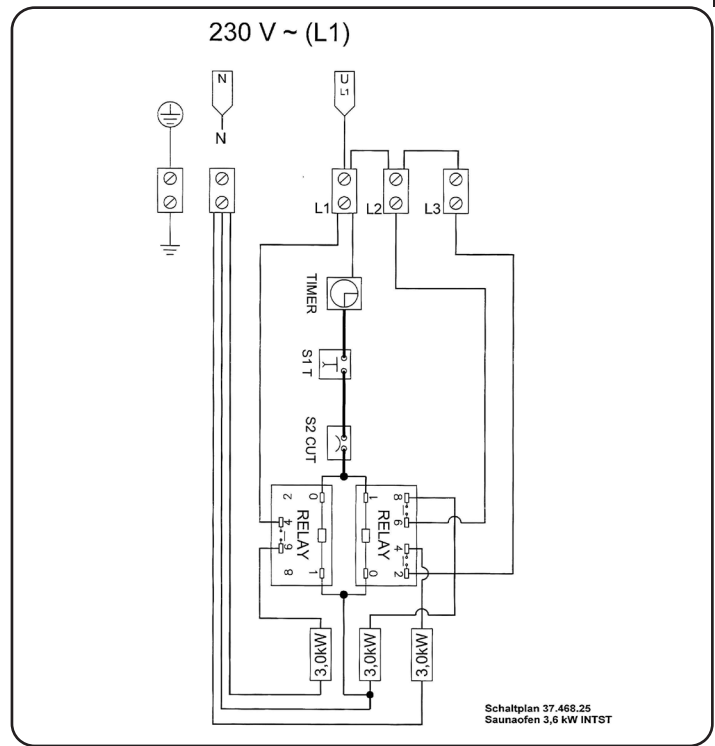 230 V ~ (L1)
N
U
L1
N
L1
L2
L3
TIMER
S1 T
S2 CUT
2
0
1
8
4
RELAY
RELAY
6
6
4
8
1
0
2
3,0kW
3,0kW
3,0kW
Schaltplan 37.468.25
Saunaofen 3,6 kW INTST